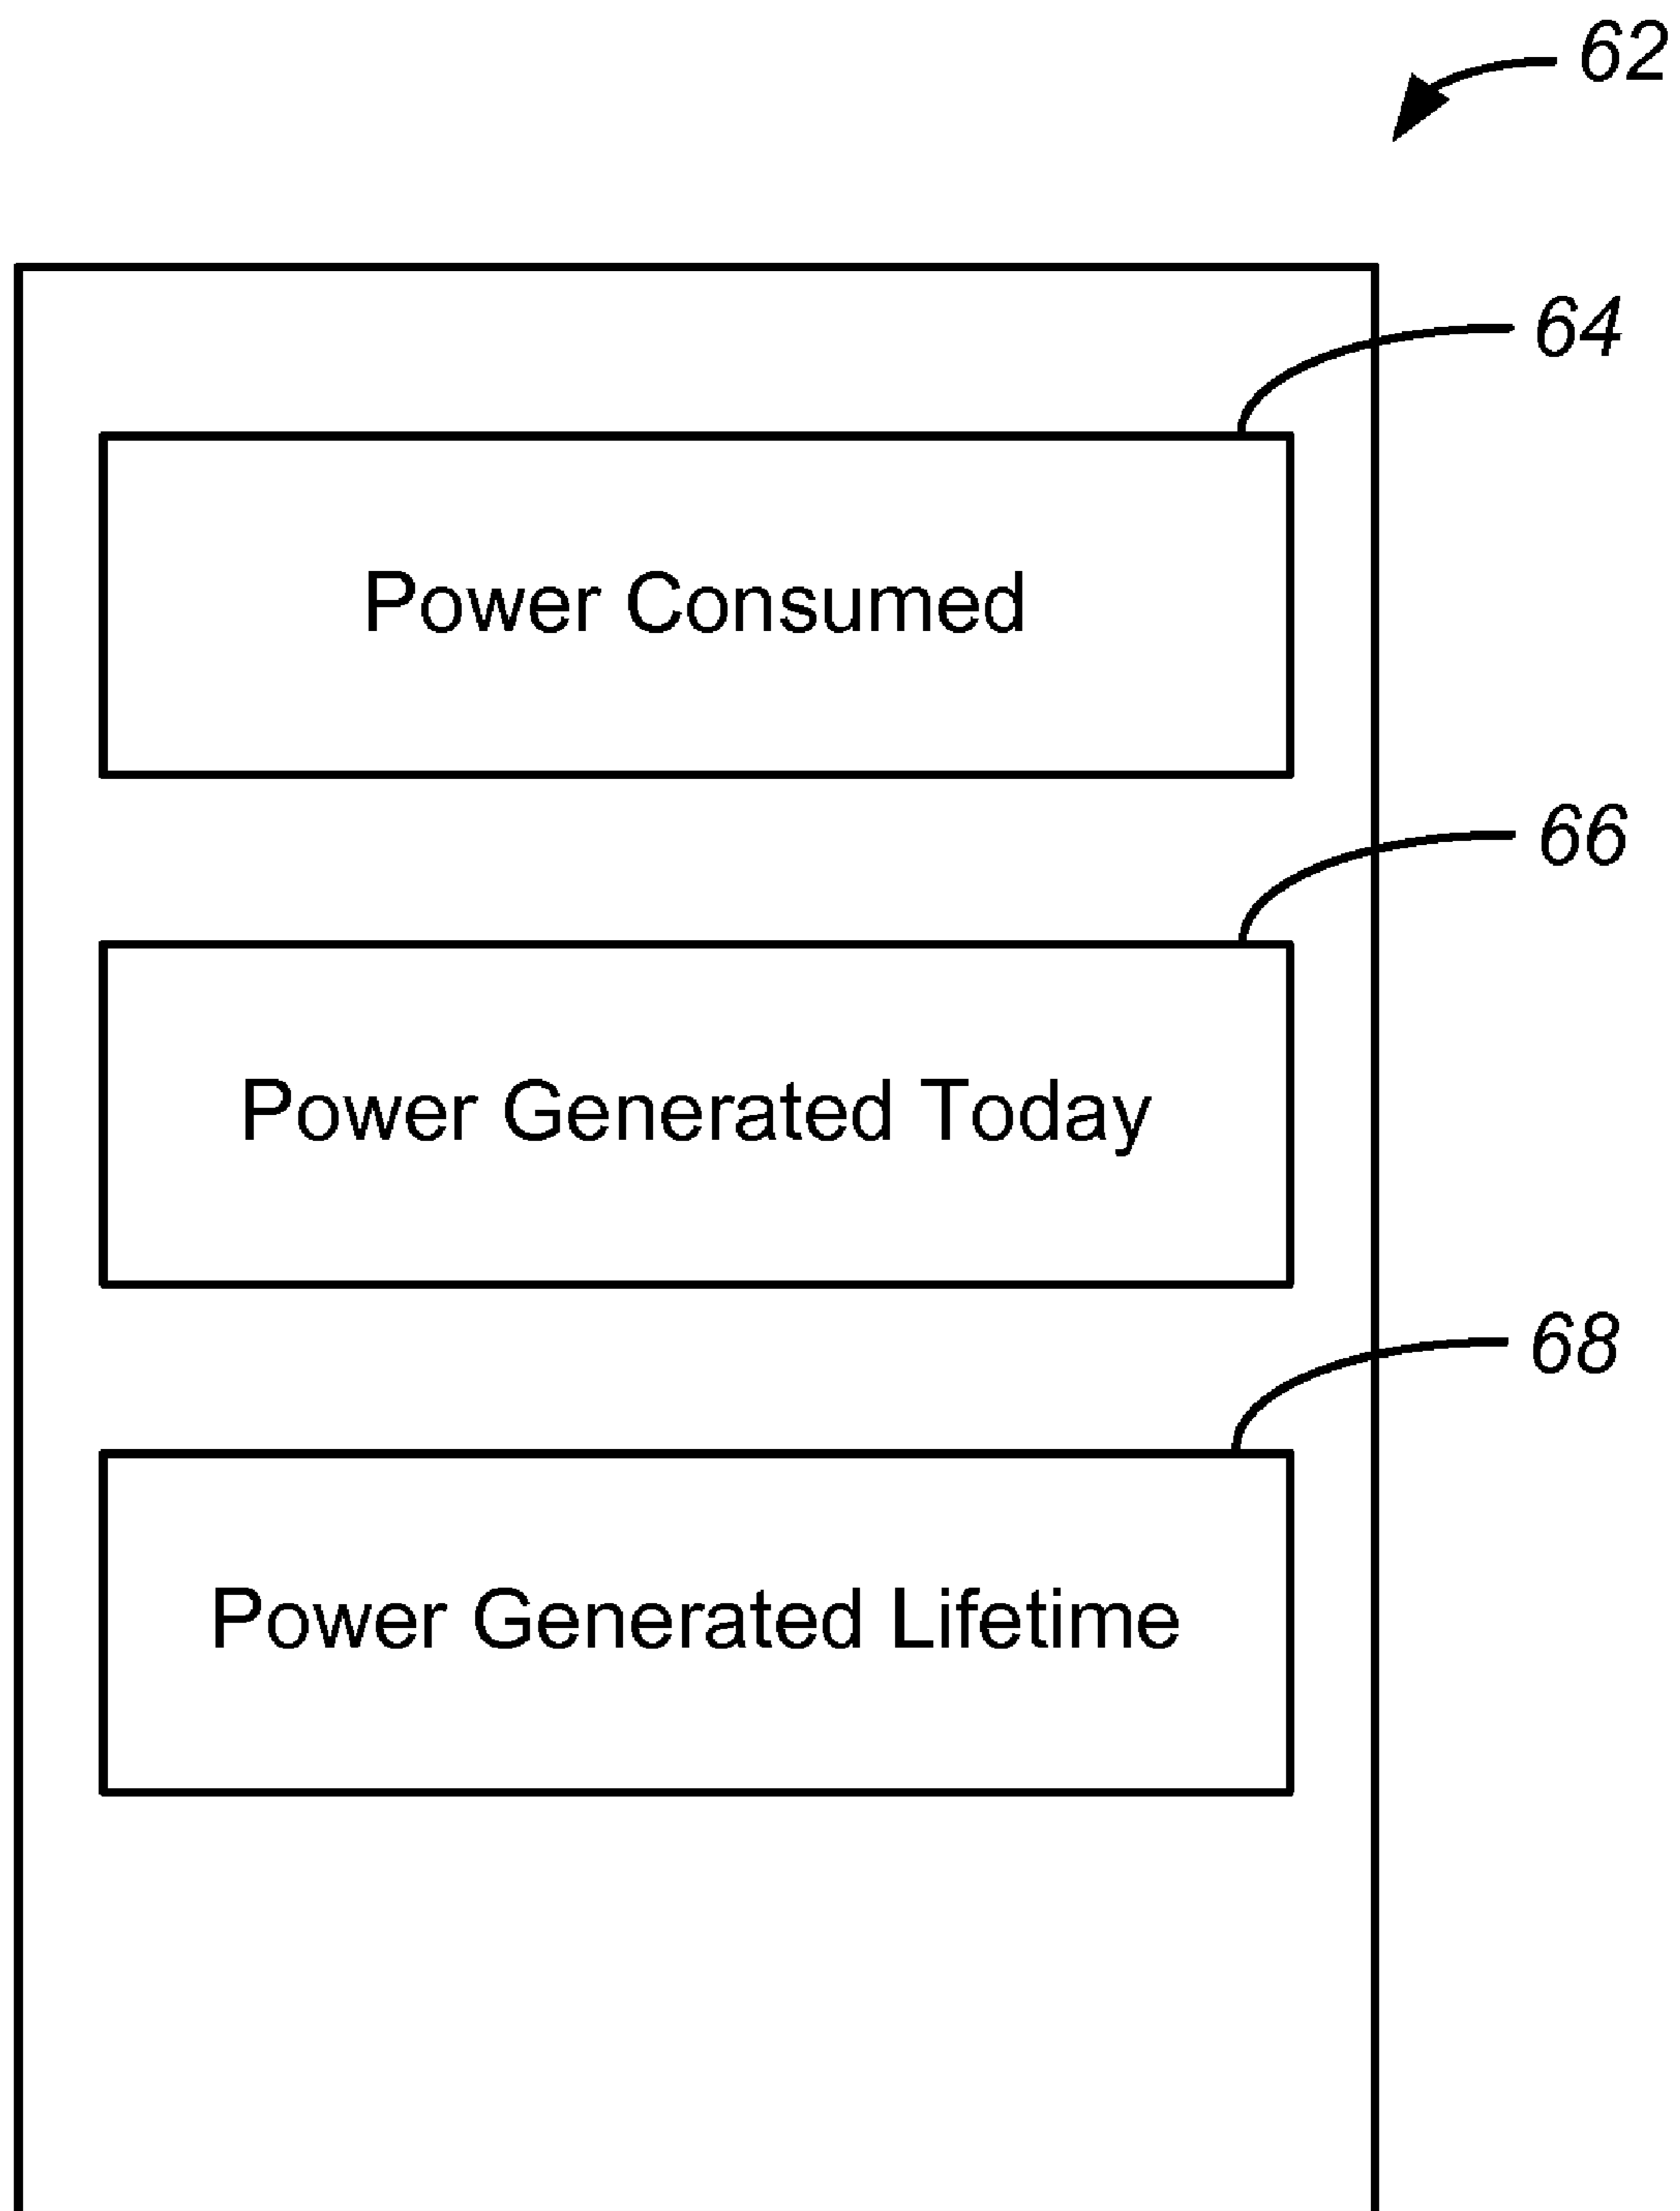 62
64
Power Consumed
66
Power Generated Today
68
Power Generated Lifetime